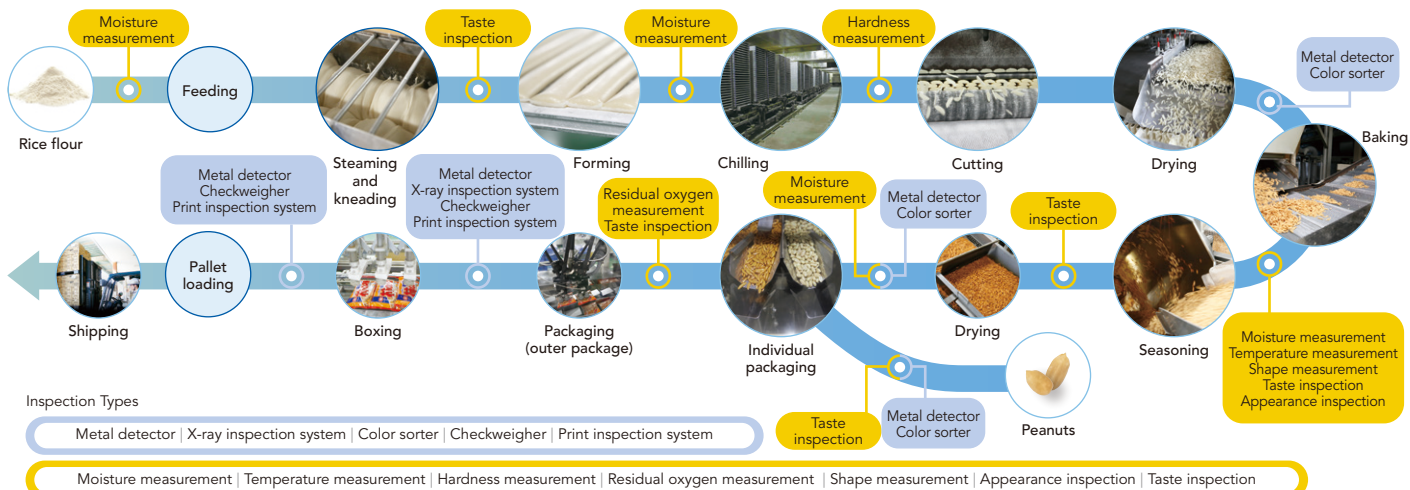 Moisture
measurement
Taste
inspection
Moisture
measurement
Hardness
measurement
Metal detector
Color sorter
Rice flour
Feeding
Steaming
and
kneading
Forming
Chilling
Cutting
Drying
Baking
Metal detector
Checkweigher
Print inspection system
Metal detector
X-ray inspection system
Checkweigher
Print inspection system
Residual oxygen
measurement
Taste inspection
Moisture
measurement
Metal detector
Color sorter
Taste
inspection
Shipping
Pallet
loading
Boxing
Packaging
(outer package)
Individual
packaging
Drying
Seasoning
Moisture measurement
Temperature measurement
Shape measurement
Taste inspection
Appearance inspection
Taste
inspection
Metal detector
Color sorter
Peanuts
Inspection Types
Metal detector | X-ray inspection system | Color sorter | Checkweigher | Print inspection system
Moisture measurement | Temperature measurement | Hardness measurement | Residual oxygen measurement | Shape measurement | Appearance inspection | Taste inspection